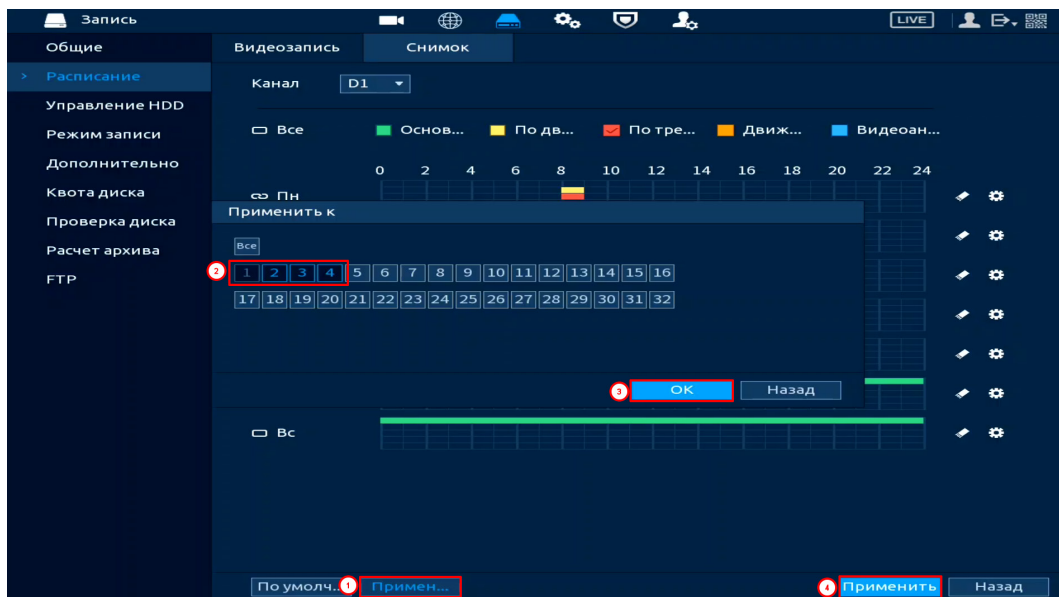 Запись LIVE
Общие
Расписание
Управление HDD
Режим записи
Дополнительно
Квота диска
Проверка диска
Расчет архива
FTP
Видеозапись Снимок
Канал D1
Все Основ... По дв... По тре... Движ... Видеоан...
0 2 4 6 8 10 12 14 16 18 20 22 24
Пн
Применить к
Все
2 1 2 3 4 5 6 7 8 9 10 11 12 13 14 15 16
17 18 19 20 21 22 23 24 25 26 27 28 29 30 31 32
3 OK Назад
Вс
По умолч... 1 Примен... 4 Применить Назад